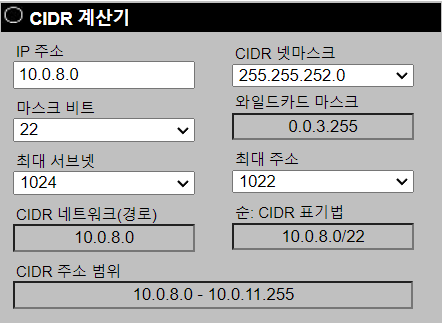 CIDR 계산기
IP 주소
CIDR 넷마스크
10.0.8.0
255.255.252.0
마스크 비트
와일드카드 마스크
22
0.0.3.255
최대 서브넷
최대 주소
1024
1022
CIDR 네트워크(경로)
순: CIDR 표기법
10.0.8.0
10.0.8.0/22
CIDR 주소 범위
10.0.8.0 - 10.0.11.255